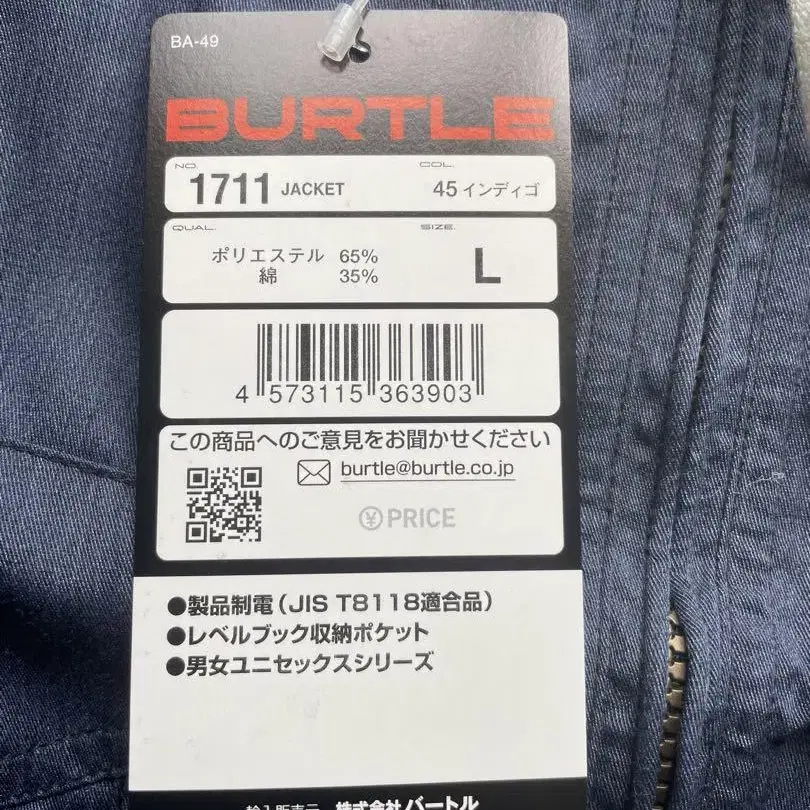 BA-49
BURTLE
NO. COL.
1711 JACKET 45 インディゴ
QUAL. SIZE.
ポリエステル 65% L
綿 35%
4 573115 363903
この商品へのご意見をお聞かせください
burtle@burtle.co.jp
¥ PRICE
●製品制電(JIS T8118適合品)
●レベルブック収納ポケット
●男女ユニセックスシリーズ
輸入販売元 株式会社バートル